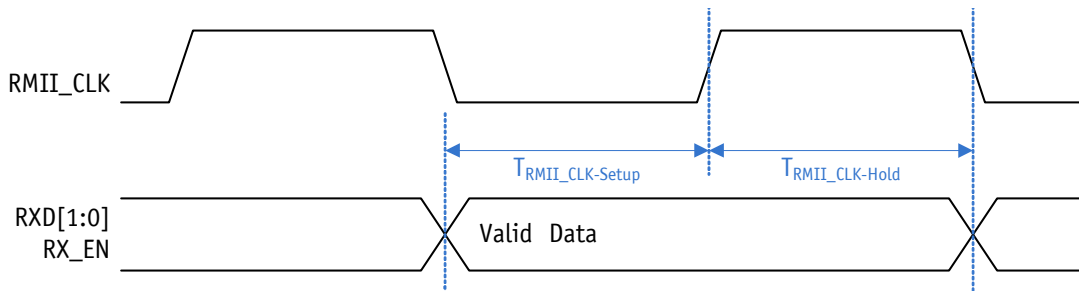 RMII_CLK
T_RMII_CLK-Setup T_RMII_CLK-Hold
RXD[1:0]
RX_EN
Valid Data